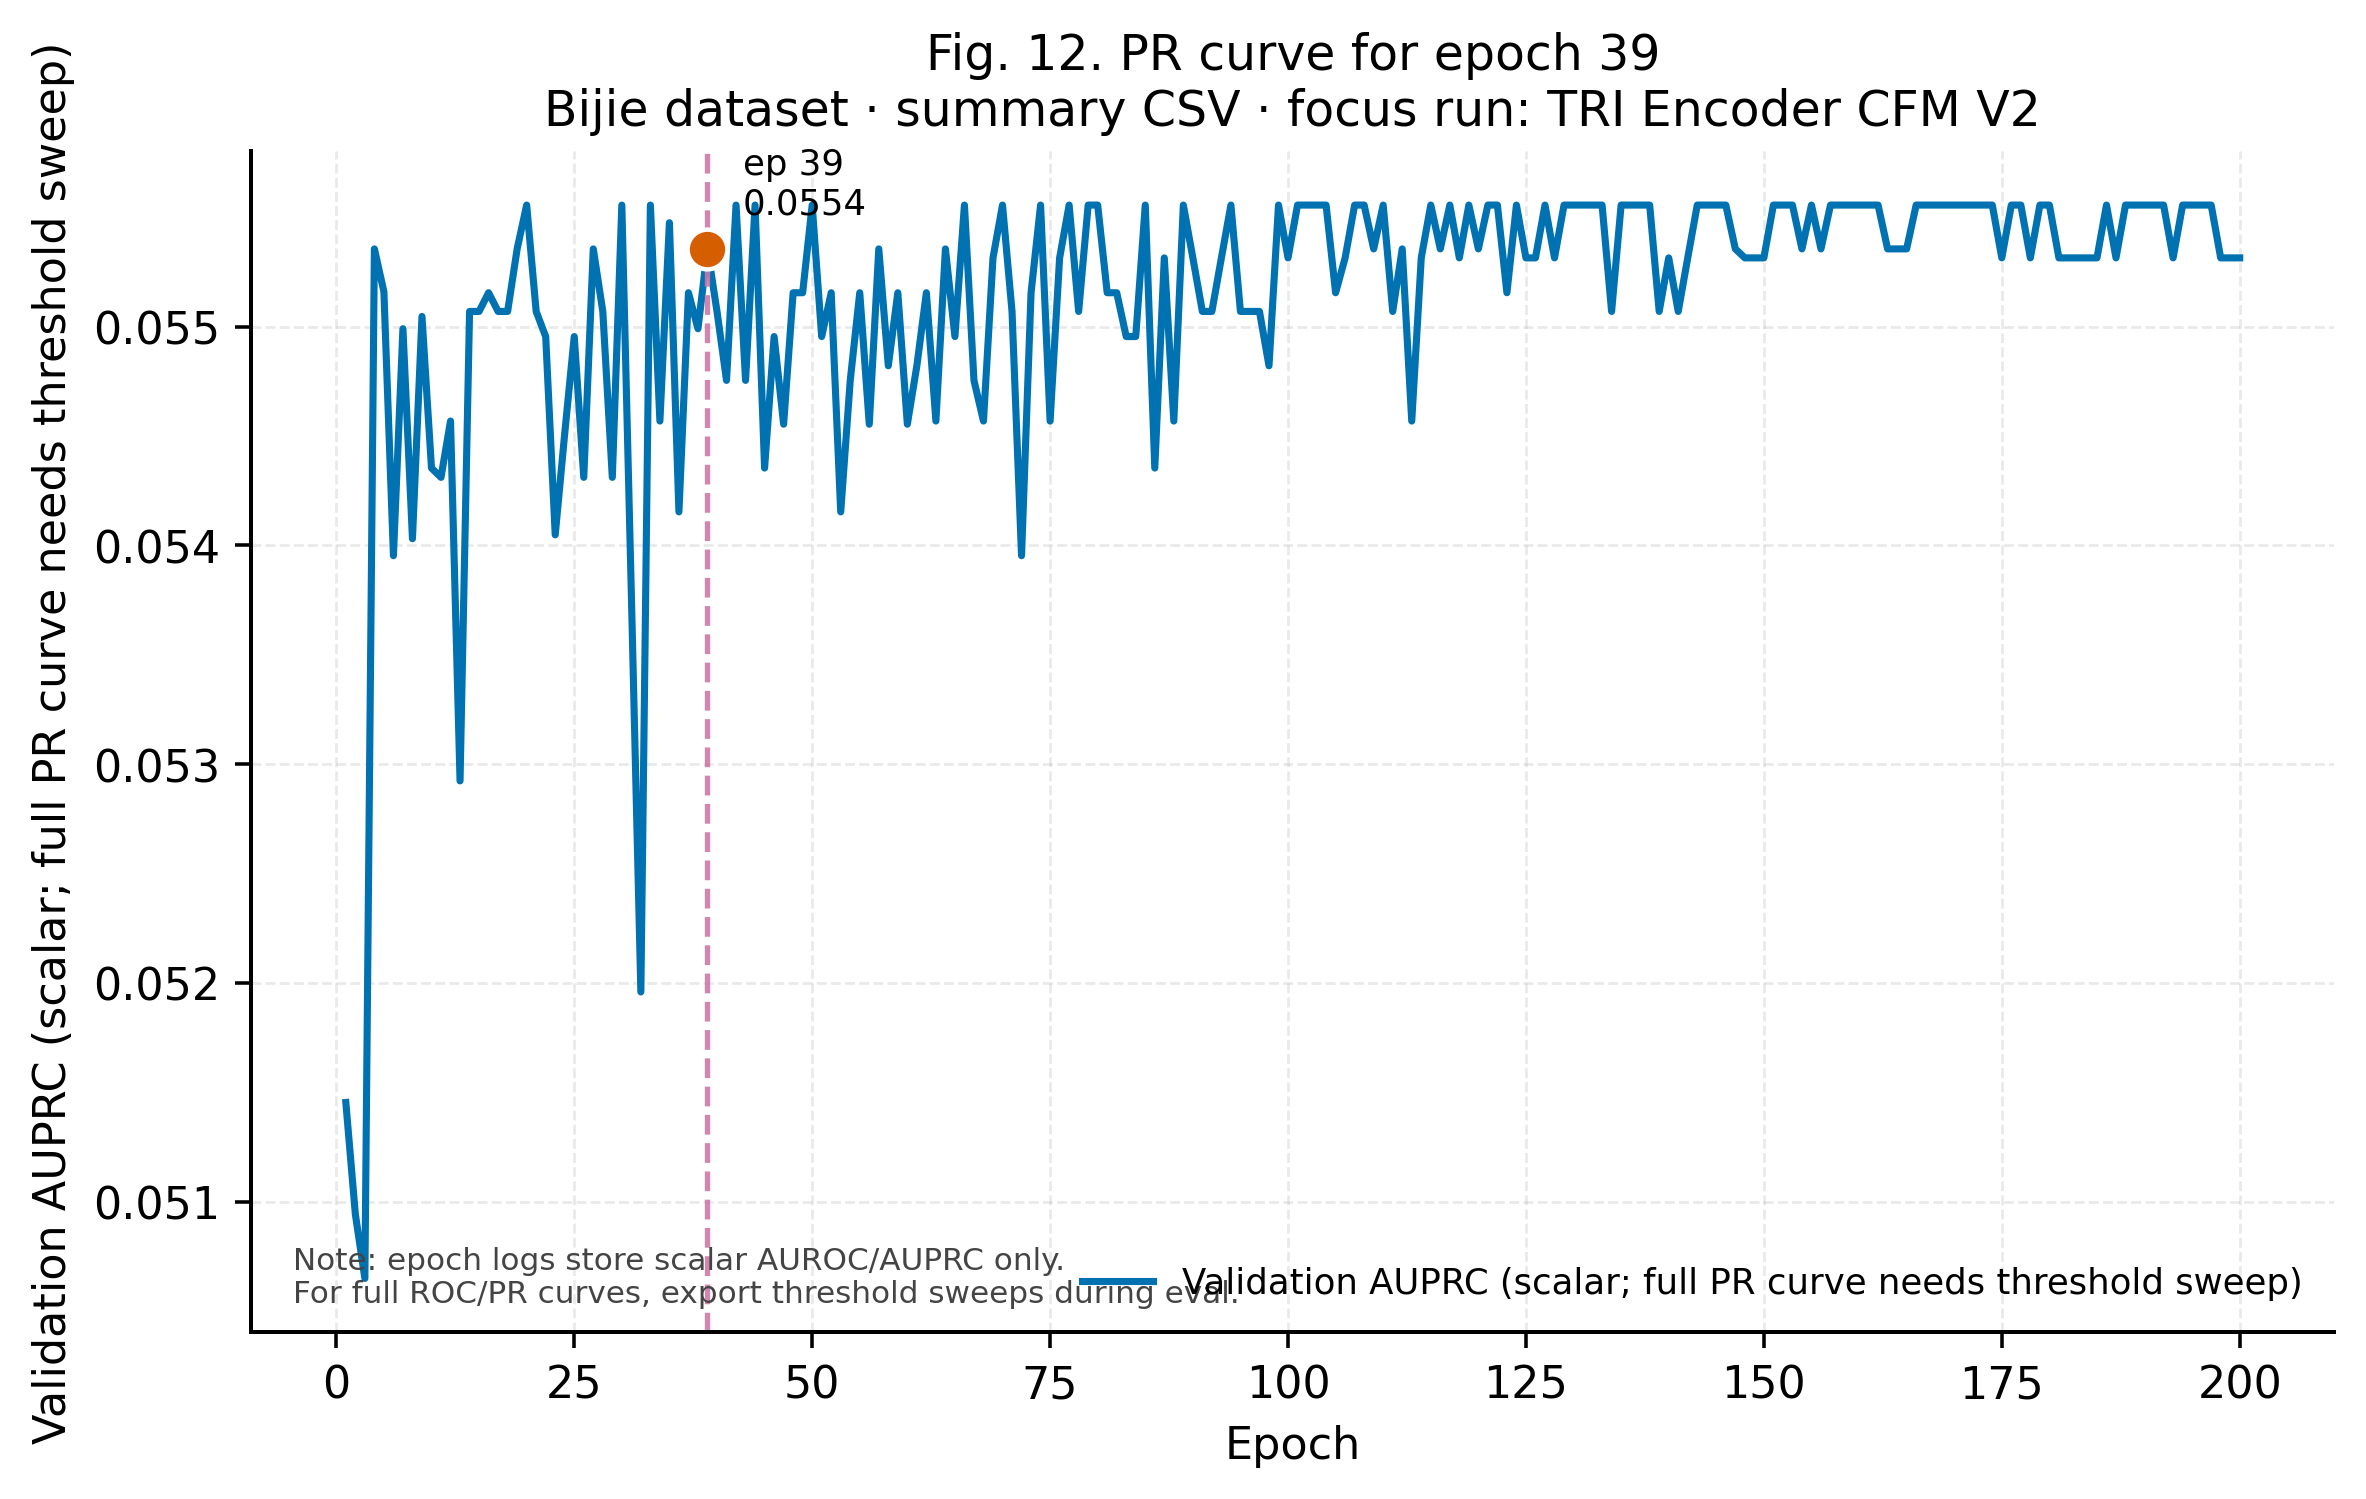 Fig. 12. PR curve for epoch 39
Bijie dataset · summary CSV · focus run: TRI Encoder CFM V2
Validation AUPRC (scalar; full PR curve needs threshold sweep)
ep 39
0.0554
0.055
0.054
0.053
0.052
0.051
Note: epoch logs store scalar AUROC/AUPRC only.
For full ROC/PR curves, export threshold sweeps during eval.
Validation AUPRC (scalar; full PR curve needs threshold sweep)
0 25 50 75 100 125 150 175 200
Epoch